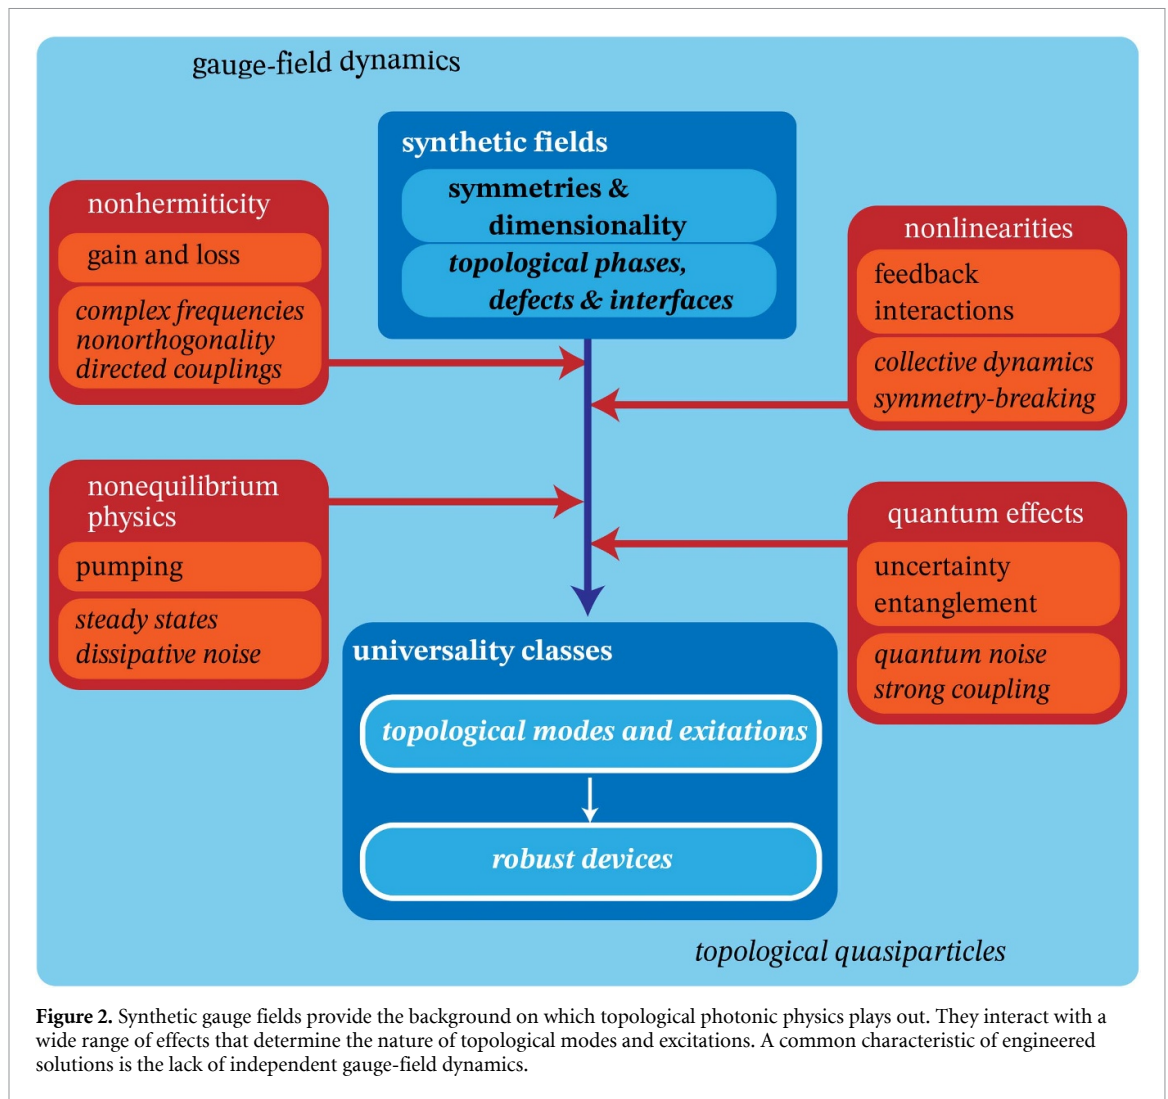 gauge-field dynamics
synthetic fields
symmetries &
dimensionality
topological phases,
defects & interfaces
nonhermiticity
gain and loss
complex frequencies
nonorthogonality
directed couplings
nonlinearities
feedback
interactions
collective dynamics
symmetry-breaking
nonequilibrium
physics
pumping
steady states
dissipative noise
quantum effects
uncertainty
entanglement
quantum noise
strong coupling
universality classes
topological modes and exitations
robust devices
topological quasiparticles
Figure 2. Synthetic gauge fields provide the background on which topological photonic physics plays out. They interact with a
wide range of effects that determine the nature of topological modes and excitations. A common characteristic of engineered
solutions is the lack of independent gauge-field dynamics.